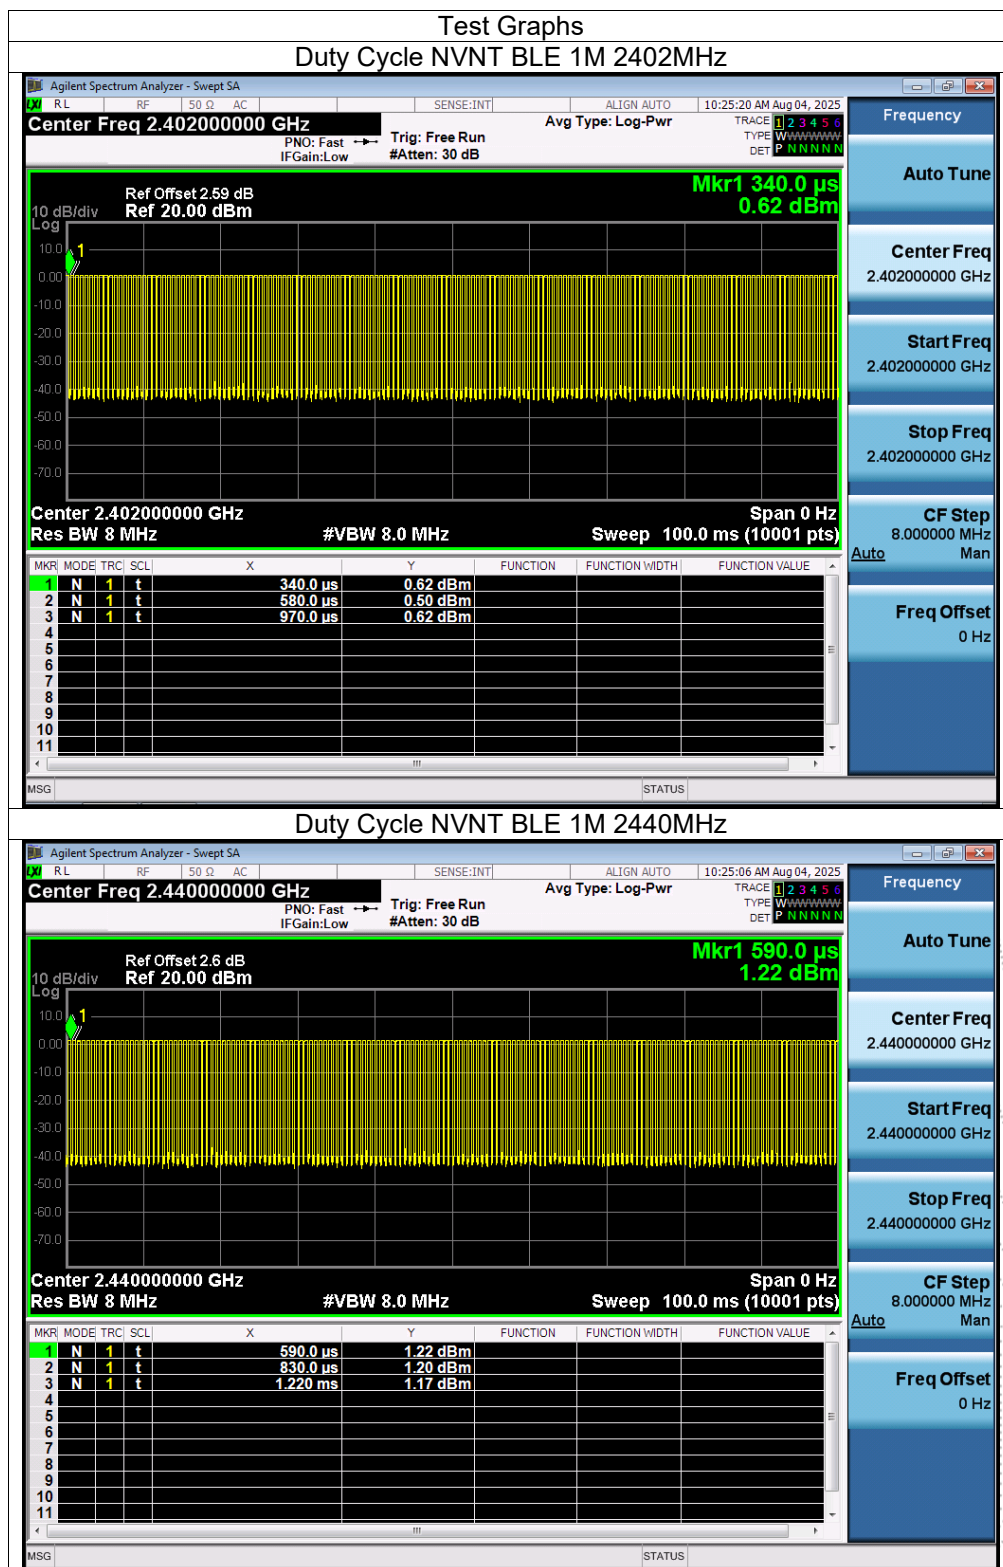 Test Graphs
Duty Cycle NVNT BLE 1M 2402MHz
Agilent Spectrum Analyzer - Swept SA
LXI RL RF 50 Ω AC SENSE:INT ALIGN AUTO 10:25:20 AM Aug 04, 2025
Center Freq 2.402000000 GHz
PNO: Fast
IFGain:Low
Trig: Free Run
#Atten: 30 dB
Avg Type: Log-Pwr
TRACE 1 2 3 4 5 6
TYPE WWWWWW
DET P N N N N N
Frequency
Ref Offset 2.59 dB
10 dB/div Ref 20.00 dBm
Log
Mkr1 340.0 µs
0.62 dBm
10.0
0.00
-10.0
-20.0
-30.0
-40.0
-50.0
-60.0
-70.0
1
Center 2.402000000 GHz Span 0 Hz
Res BW 8 MHz #VBW 8.0 MHz Sweep 100.0 ms (10001 pts)
MKR MODE TRC SCL X Y FUNCTION FUNCTION WIDTH FUNCTION VALUE
1 N 1 t 340.0 µs 0.62 dBm
2 N 1 t 580.0 µs 0.50 dBm
3 N 1 t 970.0 µs 0.62 dBm
4
5
6
7
8
9
10
11
MSG STATUS
Auto Tune
Center Freq
2.402000000 GHz
Start Freq
2.402000000 GHz
Stop Freq
2.402000000 GHz
CF Step
8.000000 MHz
Auto Man
Freq Offset
0 Hz
Duty Cycle NVNT BLE 1M 2440MHz
Agilent Spectrum Analyzer - Swept SA
LXI RL RF 50 Ω AC SENSE:INT ALIGN AUTO 10:25:06 AM Aug 04, 2025
Center Freq 2.440000000 GHz
PNO: Fast
IFGain:Low
Trig: Free Run
#Atten: 30 dB
Avg Type: Log-Pwr
TRACE 1 2 3 4 5 6
TYPE WWWWWW
DET P N N N N N
Frequency
Ref Offset 2.6 dB
10 dB/div Ref 20.00 dBm
Log
Mkr1 590.0 µs
1.22 dBm
10.0
0.00
-10.0
-20.0
-30.0
-40.0
-50.0
-60.0
-70.0
1
Center 2.440000000 GHz Span 0 Hz
Res BW 8 MHz #VBW 8.0 MHz Sweep 100.0 ms (10001 pts)
MKR MODE TRC SCL X Y FUNCTION FUNCTION WIDTH FUNCTION VALUE
1 N 1 t 590.0 µs 1.22 dBm
2 N 1 t 830.0 µs 1.20 dBm
3 N 1 t 1.220 ms 1.17 dBm
4
5
6
7
8
9
10
11
MSG STATUS
Auto Tune
Center Freq
2.440000000 GHz
Start Freq
2.440000000 GHz
Stop Freq
2.440000000 GHz
CF Step
8.000000 MHz
Auto Man
Freq Offset
0 Hz